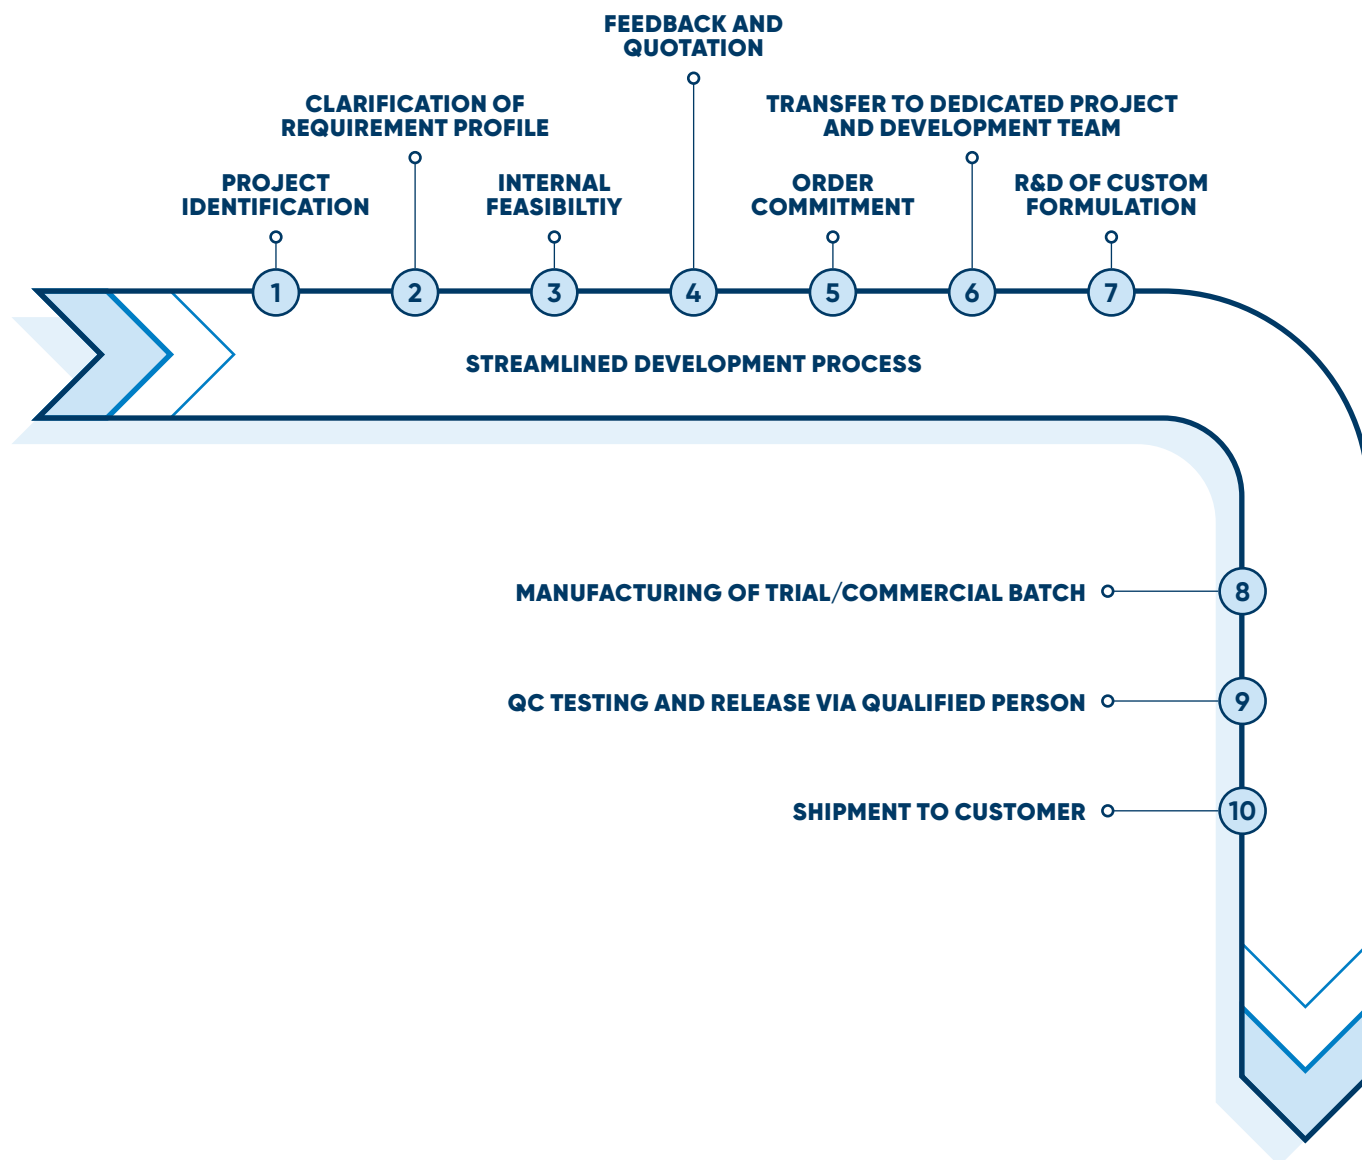 PROJECT
IDENTIFICATION
1
CLARIFICATION OF
REQUIREMENT PROFILE
2
INTERNAL
FEASIBILTIY
3
FEEDBACK AND
QUOTATION
4
ORDER
COMMITMENT
5
TRANSFER TO DEDICATED PROJECT
AND DEVELOPMENT TEAM
6
R&D OF CUSTOM
FORMULATION
7
STREAMLINED DEVELOPMENT PROCESS
MANUFACTURING OF TRIAL/COMMERCIAL BATCH
8
QC TESTING AND RELEASE VIA QUALIFIED PERSON
9
SHIPMENT TO CUSTOMER
10